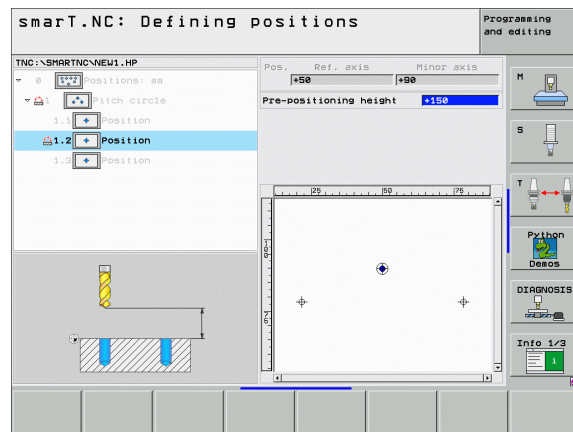 smarT.NC: Defining positions
Programming
and editing
TNC:\SMARTNC\NEW1.HP
0 Positions: mm
1 Pitch circle
1.1 Position
1.2 Position
1.3 Position
Pos. Ref. axis Minor axis
+50 +90
Pre-positioning height +150
25 50 75
100
75
M
S
T
Python
Demos
DIAGNOSIS
Info 1/3
i